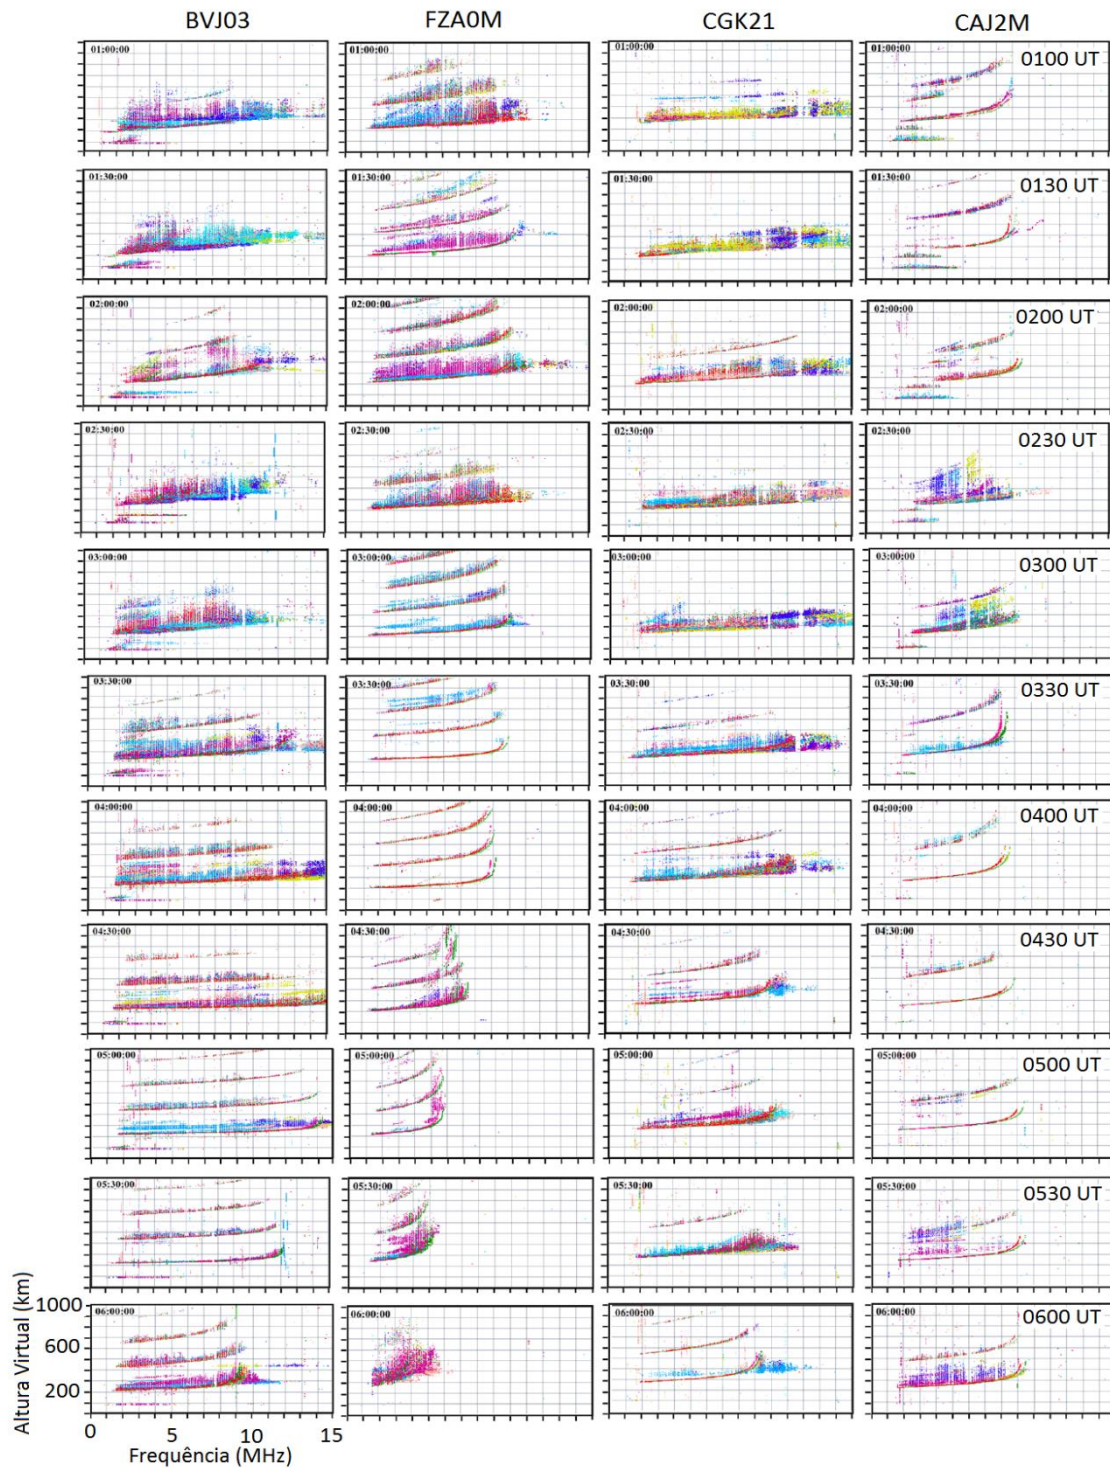 BVJ03 FZA0M CGK21 CAJ2M
01:00:00 01:00:00 01:00:00 01:00:00 0100 UT
01:30:00 01:30:00 01:30:00 01:30:00 0130 UT
02:00:00 02:00:00 02:00:00 02:00:00 0200 UT
02:30:00 02:30:00 02:30:00 02:30:00 0230 UT
03:00:00 03:00:00 03:00:00 03:00:00 0300 UT
03:30:00 03:30:00 03:30:00 03:30:00 0330 UT
04:00:00 04:00:00 04:00:00 04:00:00 0400 UT
04:30:00 04:30:00 04:30:00 04:30:00 0430 UT
05:00:00 05:00:00 05:00:00 05:00:00 0500 UT
05:30:00 05:30:00 05:30:00 05:30:00 0530 UT
06:00:00 06:00:00 06:00:00 06:00:00 0600 UT
Altura Virtual (km)
1000
600
200
0 5 10 15
Frequência (MHz)